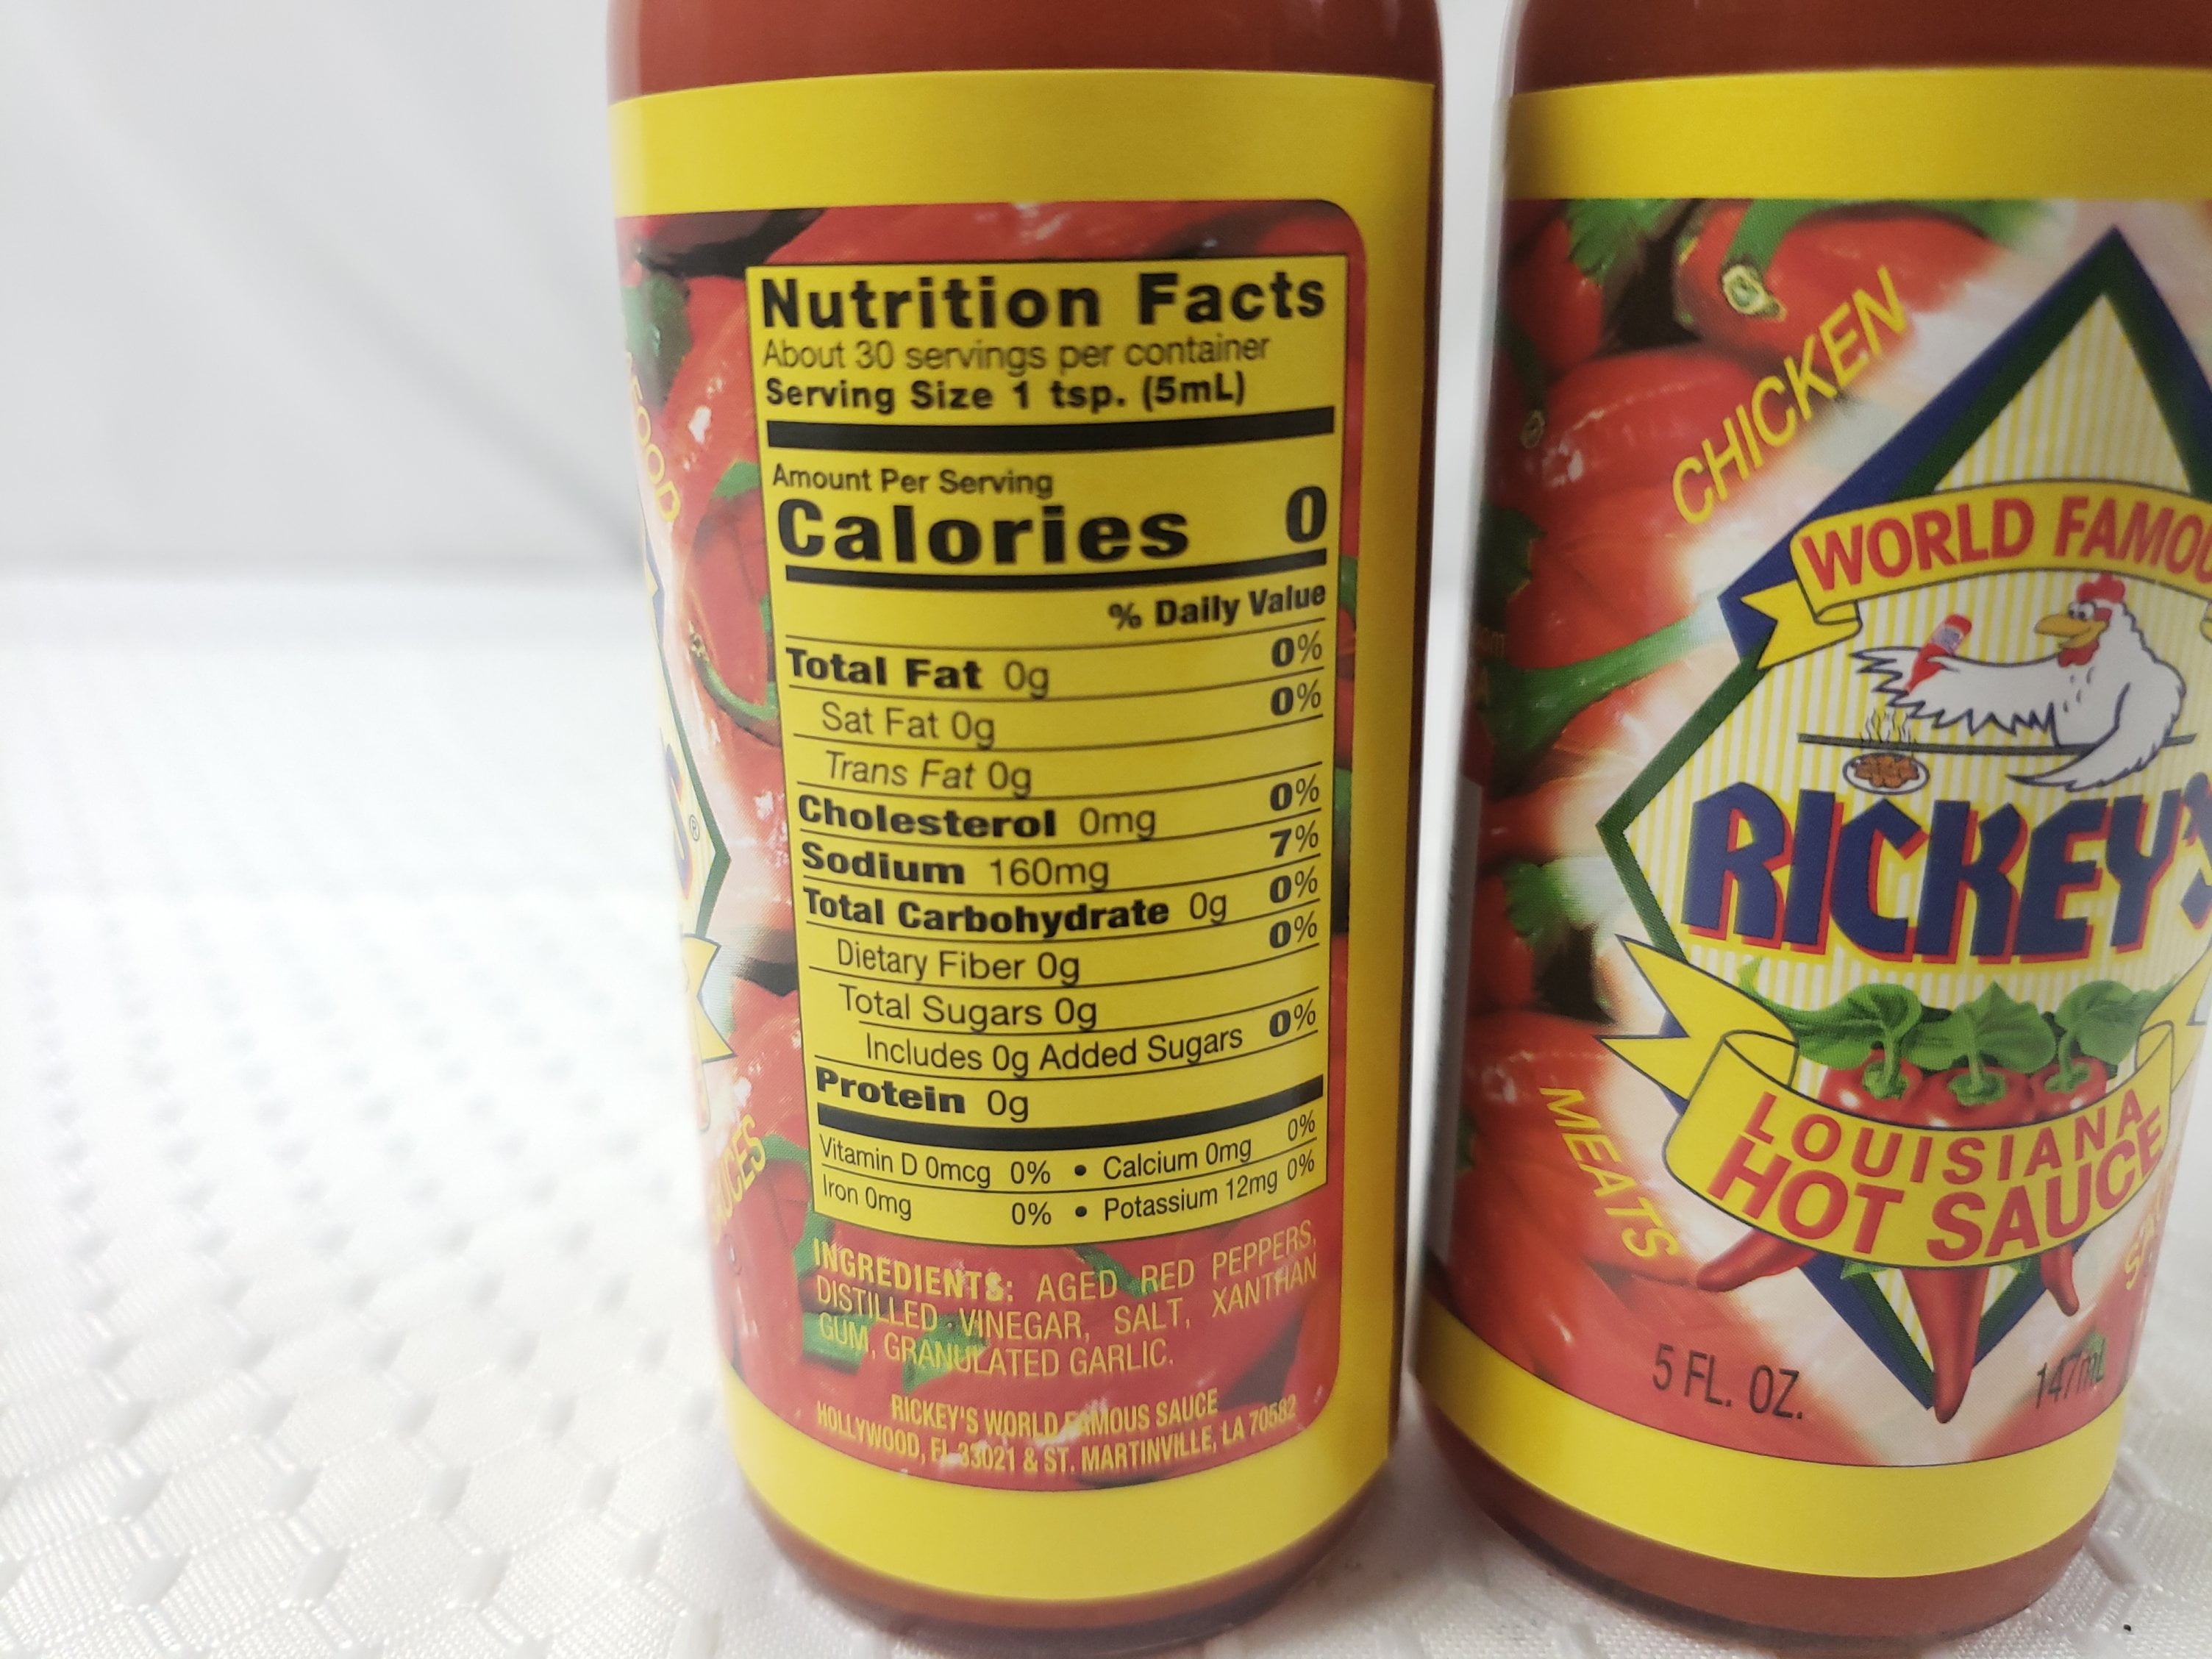 Nutrition Facts
About 30 servings per container
Serving Size 1 tsp. (5mL)
Amount Per Serving
Calories 0
% Daily Value
Total Fat 0g 0%
Sat Fat 0g 0%
Trans Fat 0g
Cholesterol 0mg 0%
Sodium 160mg 7%
Total Carbohydrate 0g 0%
Dietary Fiber 0g 0%
Total Sugars 0g
Includes 0g Added Sugars 0%
Protein 0g
Vitamin D 0mcg 0% • Calcium 0mg 0%
Iron 0mg 0% • Potassium 12mg 0%
INGREDIENTS: AGED RED PEPPERS,
DISTILLED VINEGAR, SALT, XANTHAN
GUM, GRANULATED GARLIC.
RICKEY'S WORLD FAMOUS SAUCE
HOLLYWOOD, FL 33021 & ST. MARTINVILLE, LA 70582
CHICKEN
WORLD FAMOU
RICKEY'S
LOUISIANA
HOT SAUCE
MEATS
5 FL. OZ. 147mL